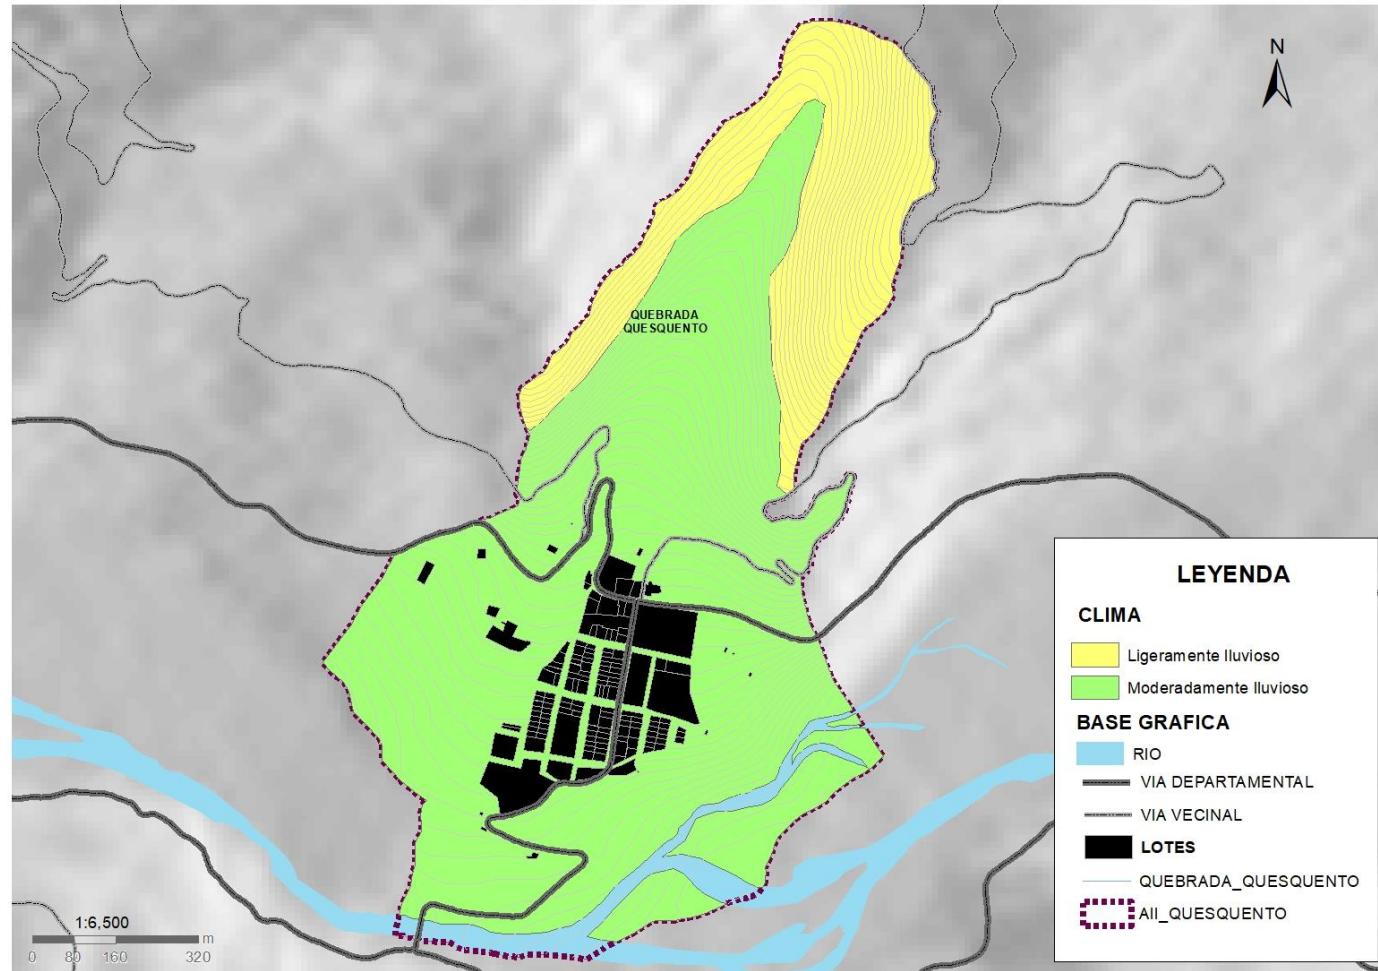 N
QUEBRADA
QUESQUENTO
LEYENDA
CLIMA
Ligeramente lluvioso
Moderadamente lluvioso
BASE GRAFICA
RIO
VIA DEPARTAMENTAL
VIA VECINAL
LOTES
QUEBRADA_QUESQUENTO
AII_QUESQUENTO
1:6,500
m
0 80 160 320